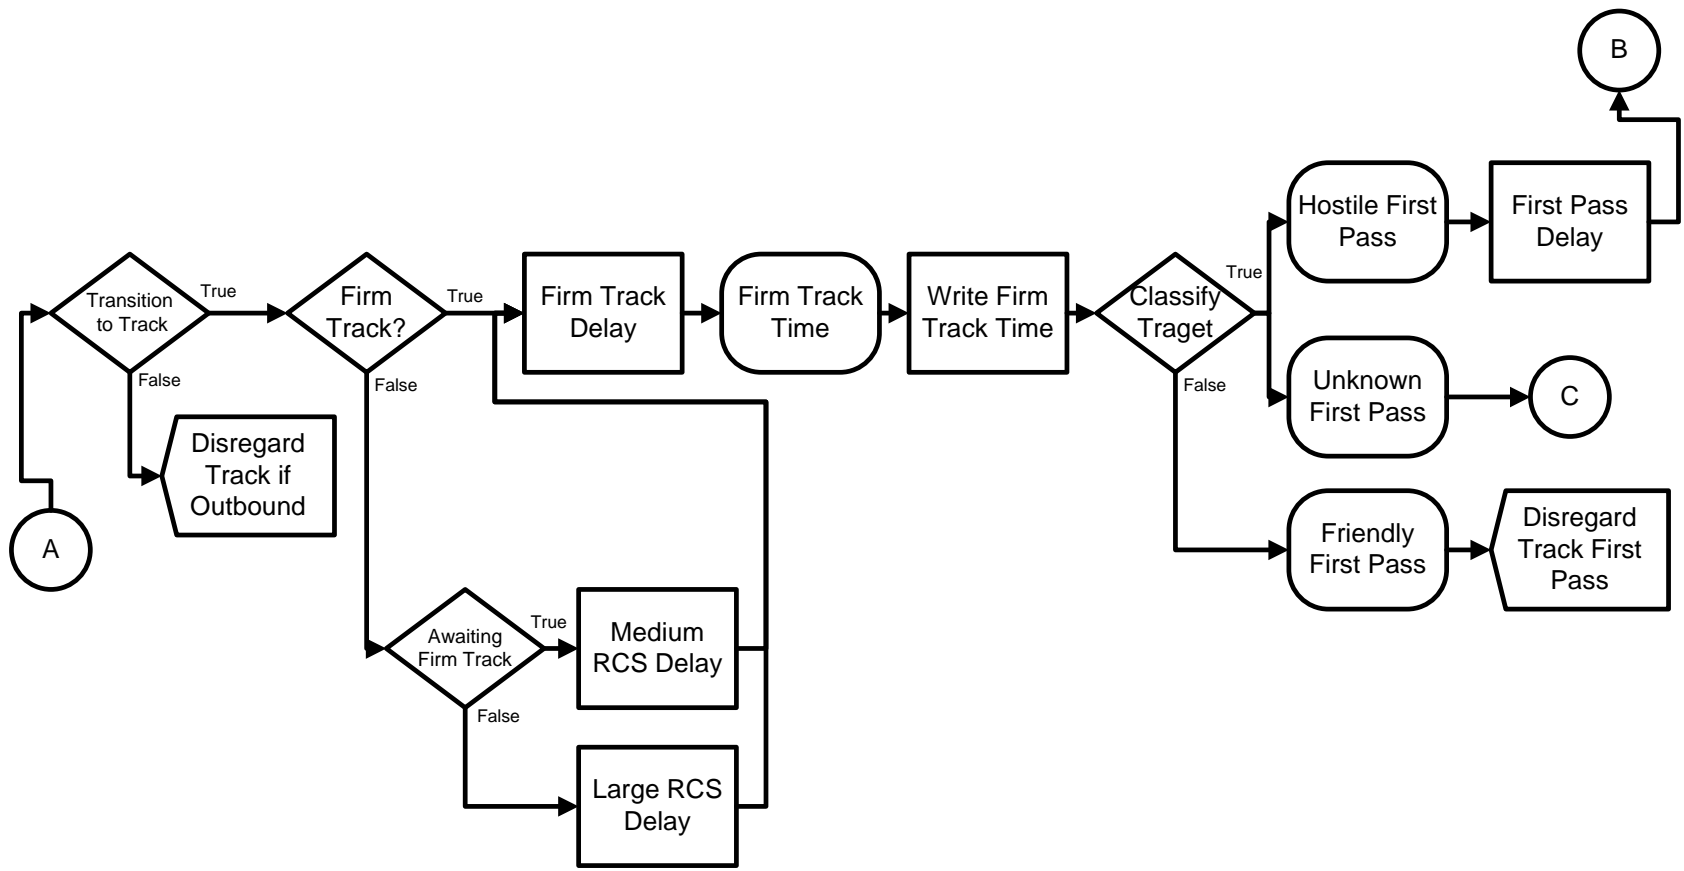 B
Hostile First
Pass
First Pass
Delay
True
Transition
to Track
True
Firm
Track?
True
Firm Track
Delay
Firm Track
Time
Write Firm
Track Time
Classify
Traget
False
Disregard
Track if
Outbound
False
False
Unknown
First Pass
C
A
Friendly
First Pass
Disregard
Track First
Pass
Awaiting
Firm Track
True
Medium
RCS Delay
False
Large RCS
Delay